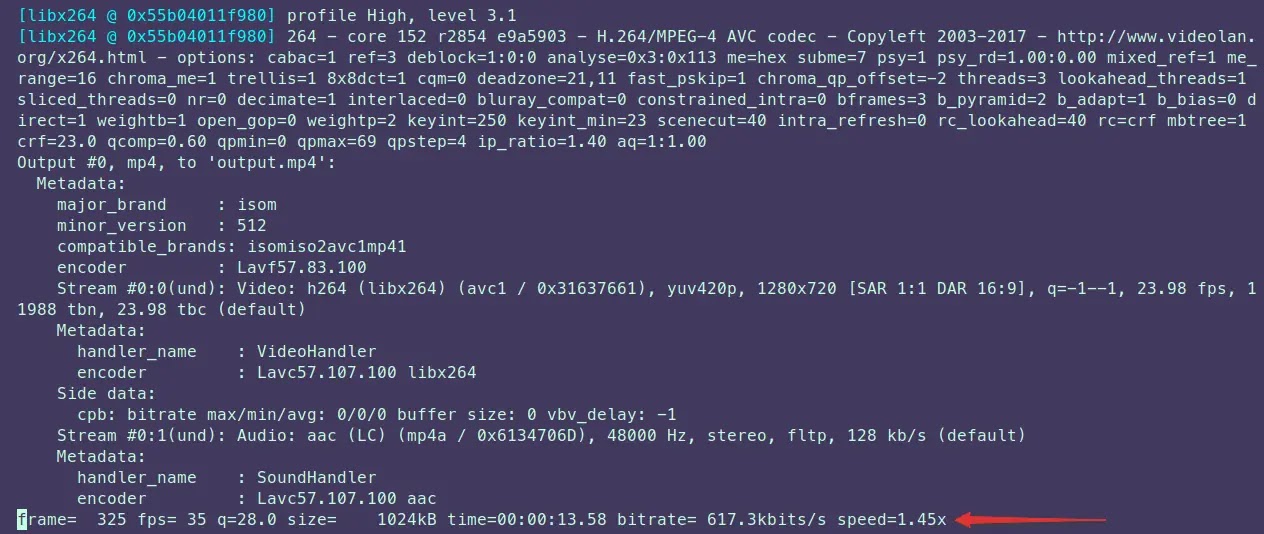 [libx264 @ 0x55b04011f980] profile High, level 3.1
[libx264 @ 0x55b04011f980] 264 - core 152 r2854 e9a5903 - H.264/MPEG-4 AVC codec - Copyleft 2003-2017 - http://www.videolan.
org/x264.html - options: cabac=1 ref=3 deblock=1:0:0 analyse=0x3:0x113 me=hex subme=7 psy=1 psy_rd=1.00:0.00 mixed_ref=1 me_
range=16 chroma_me=1 trellis=1 8x8dct=1 cqm=0 deadzone=21,11 fast_pskip=1 chroma_qp_offset=-2 threads=3 lookahead_threads=1
sliced_threads=0 nr=0 decimate=1 interlaced=0 bluray_compat=0 constrained_intra=0 bframes=3 b_pyramid=2 b_adapt=1 b_bias=0 d
irect=1 weightb=1 open_gop=0 weightp=2 keyint=250 keyint_min=23 scenecut=40 intra_refresh=0 rc_lookahead=40 rc=crf mbtree=1
crf=23.0 qcomp=0.60 qpmin=0 qpmax=69 qpstep=4 ip_ratio=1.40 aq=1:1.00
Output #0, mp4, to 'output.mp4':
  Metadata:
    major_brand     : isom
    minor_version   : 512
    compatible_brands: isomiso2avc1mp41
    encoder         : Lavf57.83.100
    Stream #0:0(und): Video: h264 (libx264) (avc1 / 0x31637661), yuv420p, 1280x720 [SAR 1:1 DAR 16:9], q=-1--1, 23.98 fps, 1
1988 tbn, 23.98 tbc (default)
    Metadata:
      handler_name    : VideoHandler
      encoder         : Lavc57.107.100 libx264
    Side data:
      cpb: bitrate max/min/avg: 0/0/0 buffer size: 0 vbv_delay: -1
    Stream #0:1(und): Audio: aac (LC) (mp4a / 0x6134706D), 48000 Hz, stereo, fltp, 128 kb/s (default)
    Metadata:
      handler_name    : SoundHandler
      encoder         : Lavc57.107.100 aac
frame=  325 fps= 35 q=28.0 size=    1024kB time=00:00:13.58 bitrate= 617.3kbits/s speed=1.45x